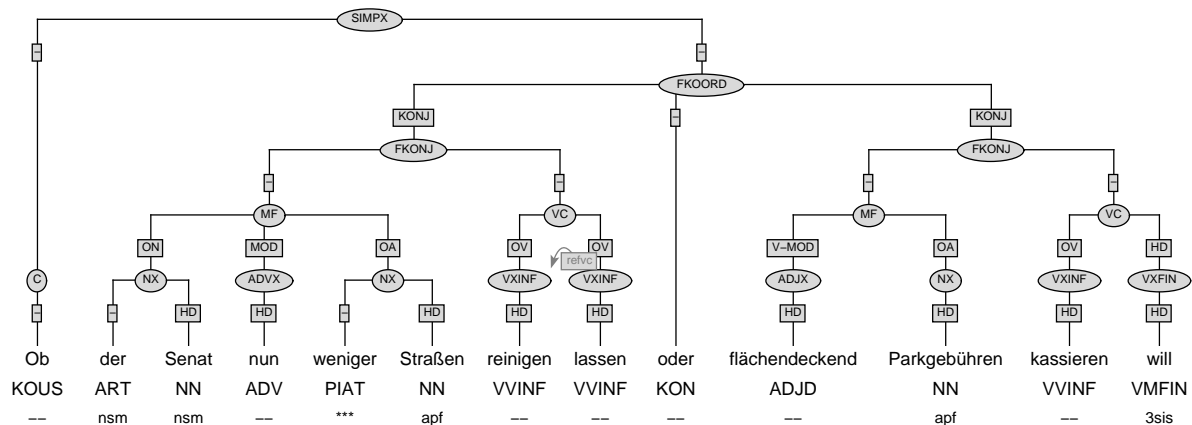 SIMPX
– –
FKOORD
KONJ – KONJ
FKONJ FKONJ
– – – –
MF VC MF VC
ON MOD OA OV OV V–MOD OA OV HD
refvc
C NX ADVX NX VXINF VXINF ADJX NX VXINF VXFIN
– – HD HD – HD HD HD HD HD HD HD
Ob der Senat nun weniger Straßen reinigen lassen oder flächendeckend Parkgebühren kassieren will
KOUS ART NN ADV PIAT NN VVINF VVINF KON ADJD NN VVINF VMFIN
–– nsm nsm –– *** apf –– –– –– –– apf –– 3sis